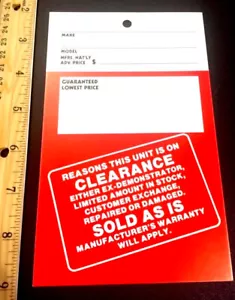 MAKE
MODEL
MFRS. NAT'LY
ADV. PRICE $
GUARANTEED
LOWEST PRICE
REASONS THIS UNIT IS ON
CLEARANCE
EITHER EX-DEMONSTRATOR,
LIMITED AMOUNT IN STOCK,
CUSTOMER EXCHANGE,
REPAIRED OR DAMAGED.
SOLD AS IS
MANUFACTURER'S WARRANTY
WILL APPLY.